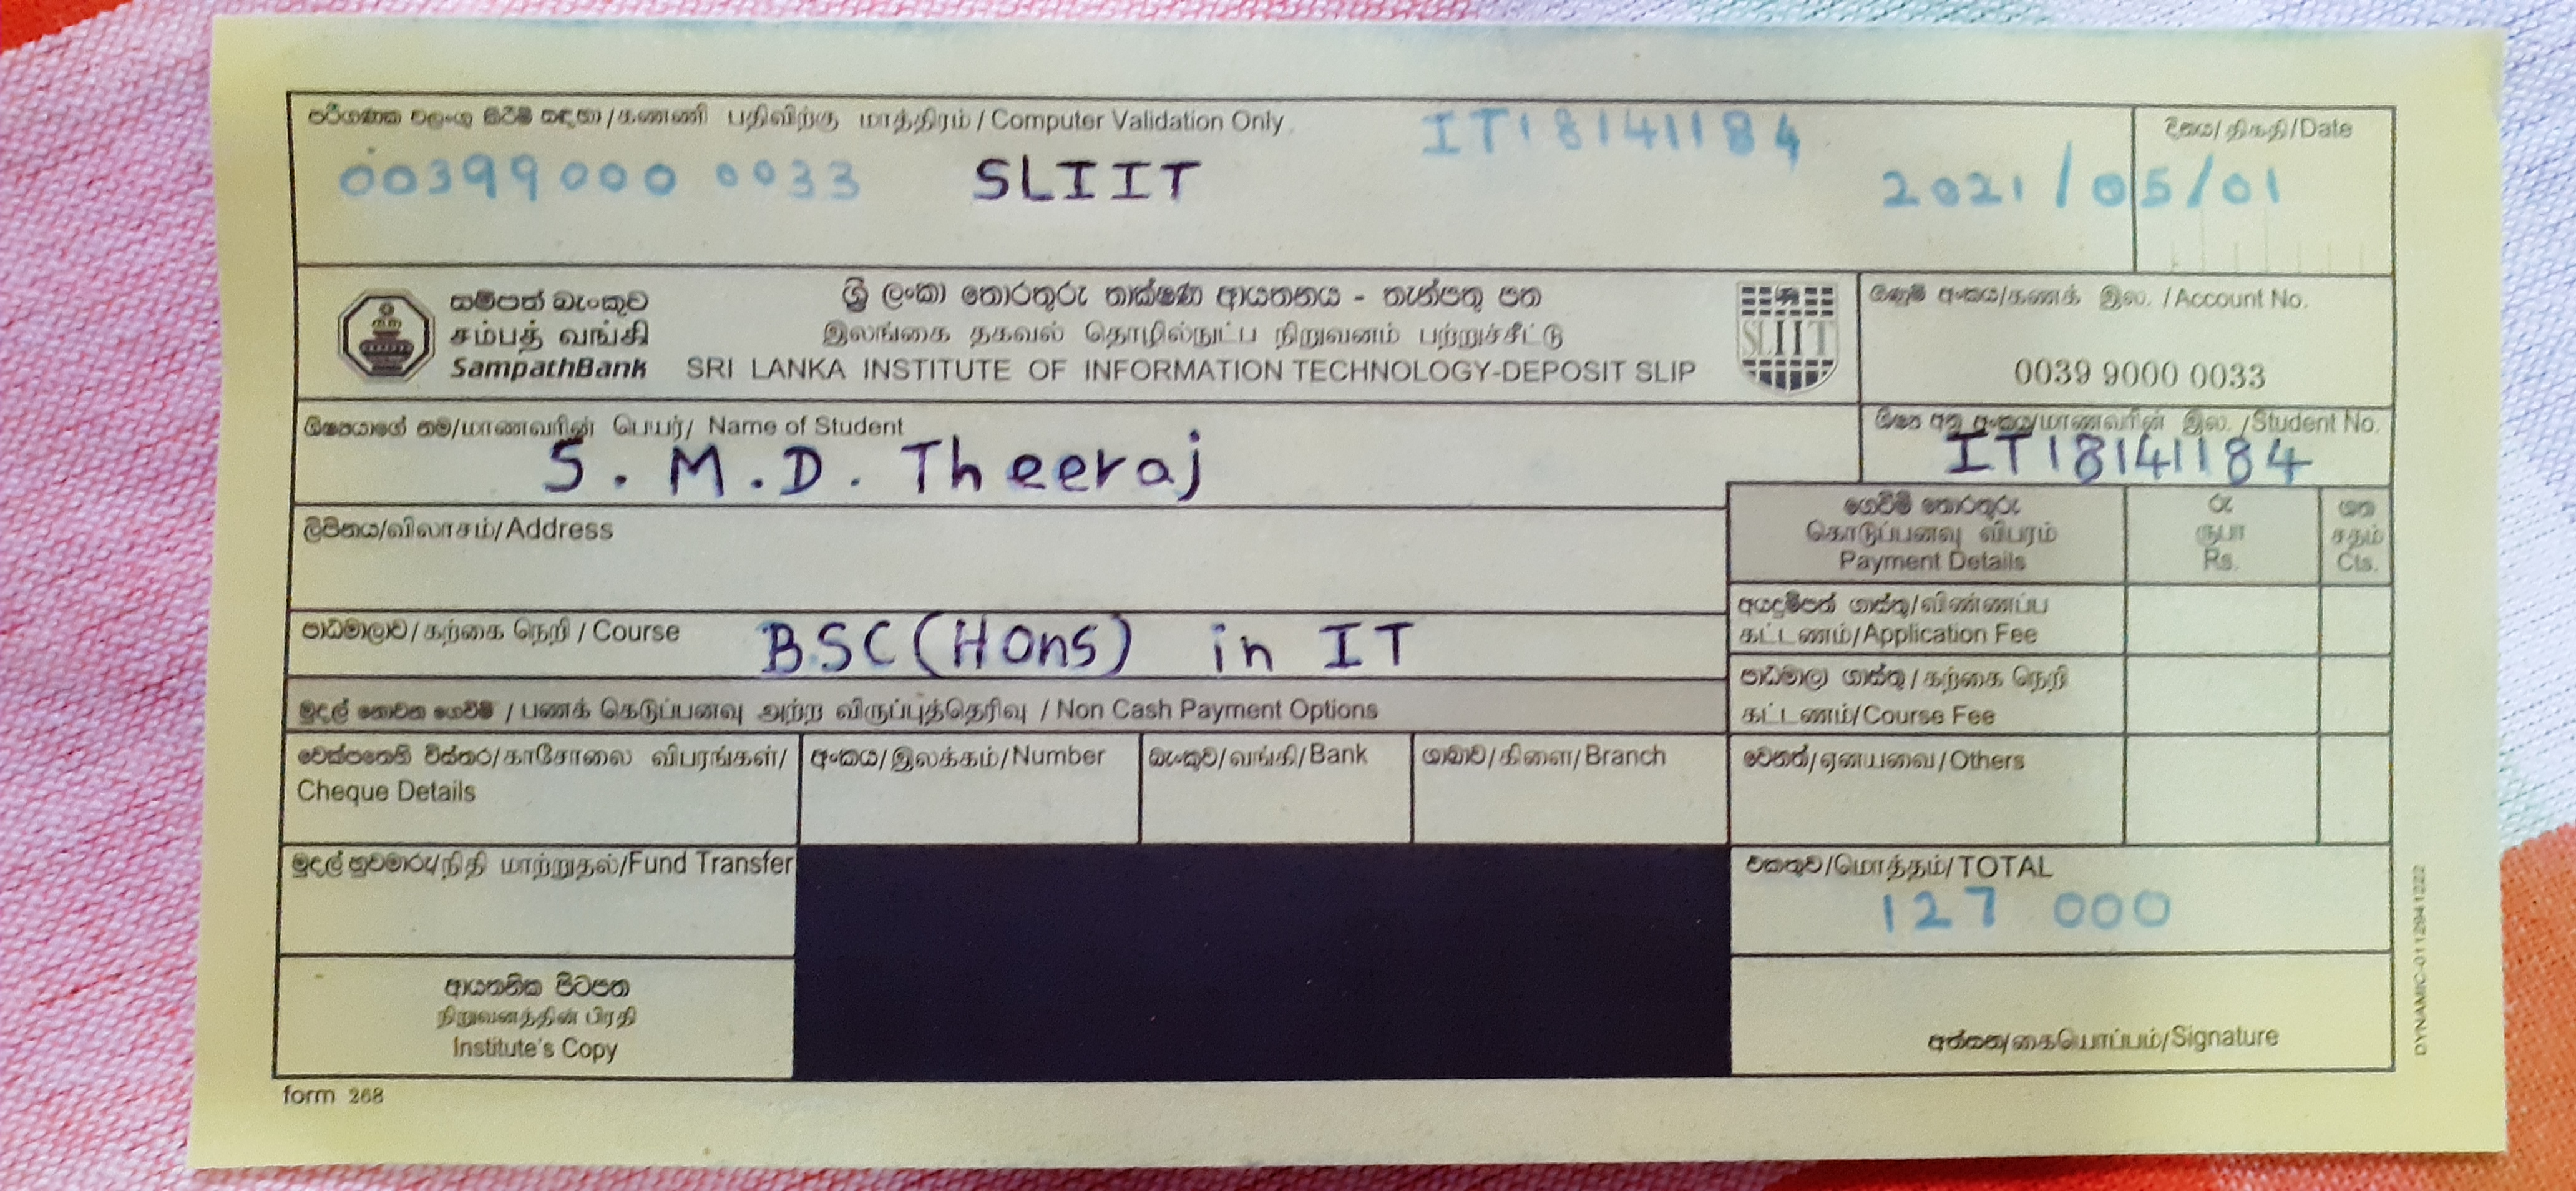 පරිගණක වලංගු කිරීම් සඳහා/கணணி பதிவிற்கு மாத்திரம்/Computer Validation Only
IT18141184
දිනය/திகதி/Date
00399000 0033 SLIIT
2021/05/01
සම්පත් බැංකුව
சம்பத் வங்கி
SampathBank
ශ්‍රී ලංකා තොරතුරු තාක්ෂණ ආයතනය - තැන්පතු පත
இலங்கை தகவல் தொழில்நுட்ப நிறுவனம் பற்றுச்சீட்டு
SRI LANKA INSTITUTE OF INFORMATION TECHNOLOGY-DEPOSIT SLIP
SLIIT
ගිණුම් අංකය/கணக் இல. /Account No.
0039 9000 0033
ශිෂ්‍යයාගේ නම/மாணவரின் பெயர்/ Name of Student
S. M. D. Theeraj
ශිෂ්‍ය අංකය/மாணவரின் இல. /Student No.
IT18141184
ලිපිනය/விலாசம்/Address
ගෙවීම් තොරතුරු
கொடுப்பனவு விபரம்
Payment Details
රු
ரூபா
Rs.
ශත
சதம்
Cts.
පාඨමාලාව/கற்கை நெறி / Course
BSC (HOns) in IT
අයදුම්පත් ගාස්තු/விண்ணப்ப
கட்டணம்/Application Fee
පාඨමාලා ගාස්තු/கற்கை நெறி
கட்டணம்/Course Fee
මුදල් නොවන ගෙවීම් / பணக் கெடுப்பனவு அற்ற விருப்புத்தெரிவு / Non Cash Payment Options
චෙක්පතෙහි විස්තර/காசோலை விபரங்கள்/
Cheque Details
අංකය/இலக்கம்/Number
බැංකුව/வங்கி/Bank
ශාඛාව/கிளை/Branch
වෙනත්/ஏனயவை/Others
මුදල් හුවමාරු/நிதி மாற்றுதல்/Fund Transfer
එකතුව/மொத்தம்/TOTAL
127 000
ආයතනික පිටපත
நிறுவனத்தின் பிரதி
Institute's Copy
අත්සන/கையொப்பம்/Signature
form 268
DYNAMIC-0112941222